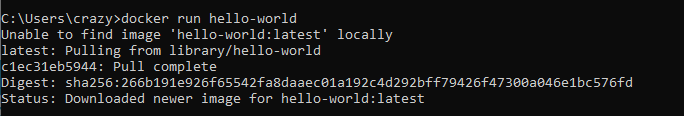 C:\Users\crazy>docker run hello-world
Unable to find image 'hello-world:latest' locally
latest: Pulling from library/hello-world
c1ec31eb5944: Pull complete
Digest: sha256:266b191e926f65542fa8daaec01a192c4d292bff79426f47300a046e1bc576fd
Status: Downloaded newer image for hello-world:latest